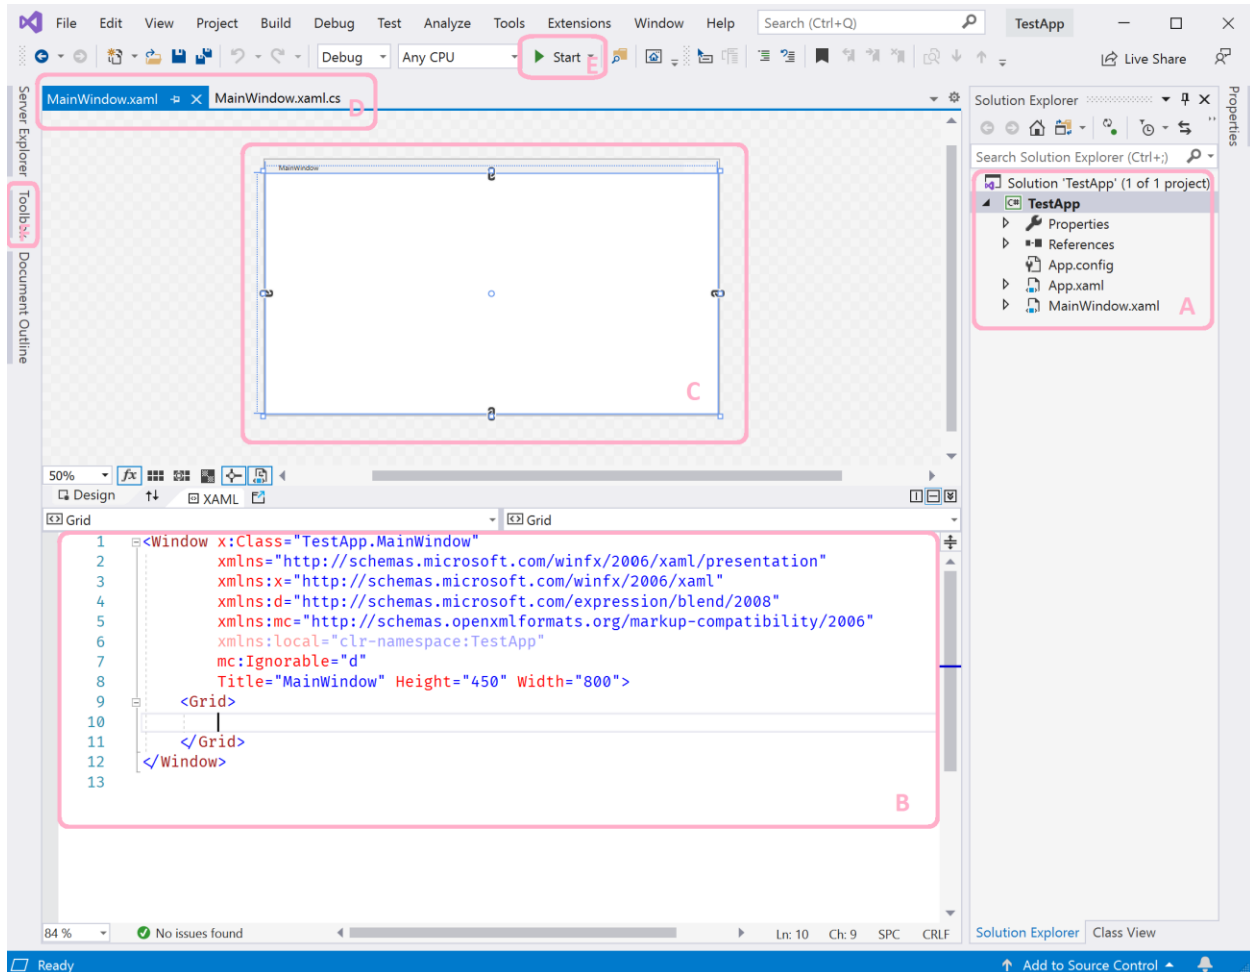 File Edit View Project Build Debug Test Analyze Tools Extensions Window Help Search (Ctrl+Q) TestApp
Debug Any CPU Start E Live Share
Server Explorer
Toolbox
Document Outline
MainWindow.xaml MainWindow.xaml.cs D
MainWindow
C
50% fx
Design XAML
Grid Grid
1 <Window x:Class="TestApp.MainWindow"
2 xmlns="http://schemas.microsoft.com/winfx/2006/xaml/presentation"
3 xmlns:x="http://schemas.microsoft.com/winfx/2006/xaml"
4 xmlns:d="http://schemas.microsoft.com/expression/blend/2008"
5 xmlns:mc="http://schemas.openxmlformats.org/markup-compatibility/2006"
6 xmlns:local="clr-namespace:TestApp"
7 mc:Ignorable="d"
8 Title="MainWindow" Height="450" Width="800">
9 <Grid>
10
11 </Grid>
12 </Window>
13
B
84 % No issues found Ln: 10 Ch: 9 SPC CRLF
Solution Explorer
Search Solution Explorer (Ctrl+;)
Solution 'TestApp' (1 of 1 project)
C# TestApp
Properties
References
App.config
App.xaml
MainWindow.xaml A
Solution Explorer Class View
Properties
Ready Add to Source Control